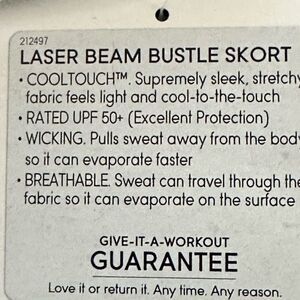 212497
LASER BEAM BUSTLE SKORT
• COOLTOUCH™. Supremely sleek, stretchy
fabric feels light and cool-to-the-touch
• RATED UPF 50+ (Excellent Protection)
• WICKING. Pulls sweat away from the body
so it can evaporate faster
• BREATHABLE. Sweat can travel through the
fabric so it can evaporate on the surface
GIVE-IT-A-WORKOUT
GUARANTEE
Love it or return it. Any time. Any reason.